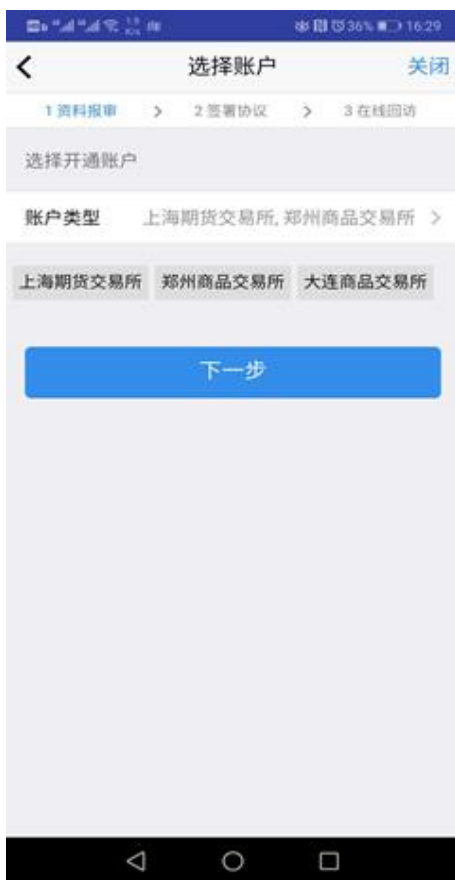 36% 16:29
选择账户 关闭
1 资料报审 > 2 签署协议 > 3 在线回访
选择开通账户
账户类型 上海期货交易所, 郑州商品交易所 >
上海期货交易所 郑州商品交易所 大连商品交易所
下一步